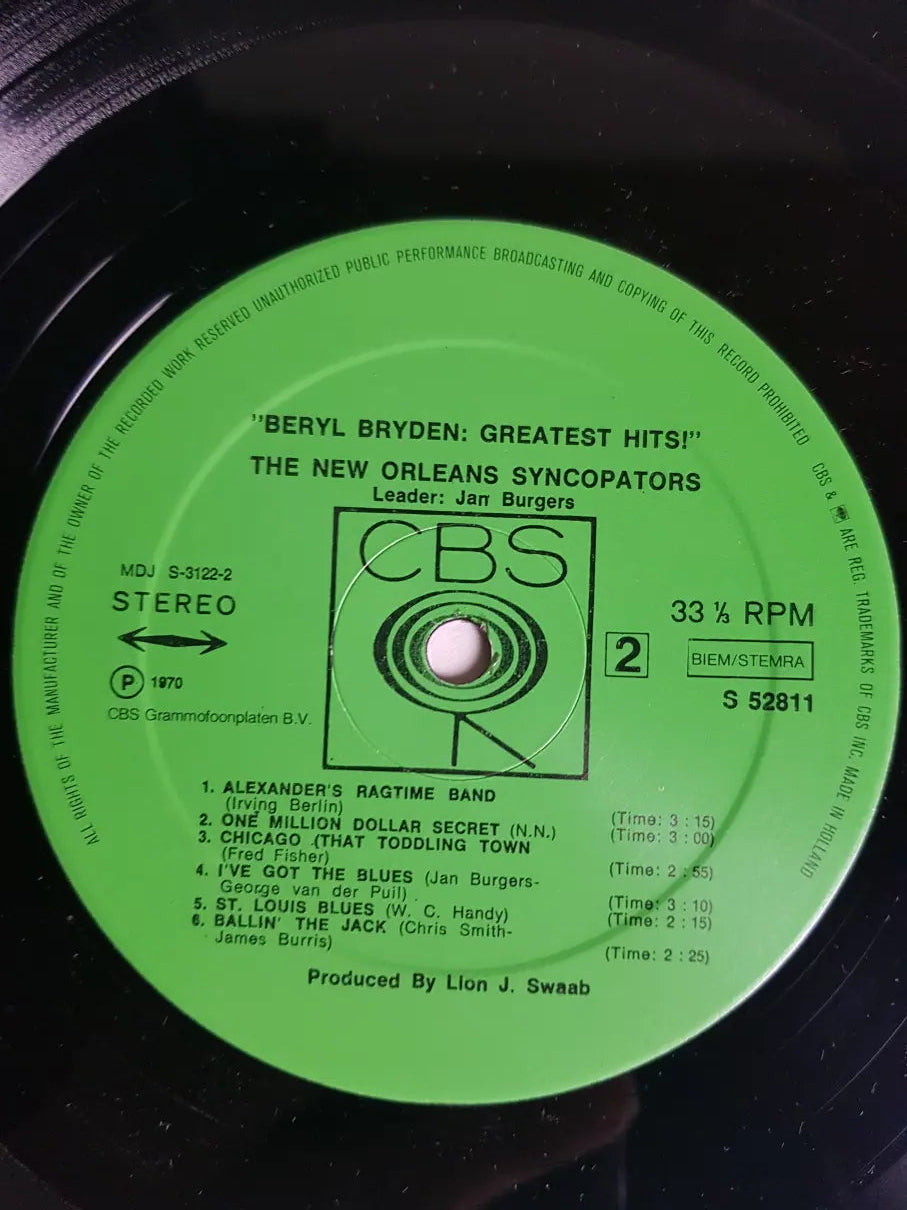 ALL RIGHTS OF THE MANUFACTURER AND OF THE OWNER OF THE RECORDED WORK RESERVED UNAUTHORIZED PUBLIC PERFORMANCE BROADCASTING AND COPYING OF THIS RECORD PROHIBITED CBS & ARE REG. TRADEMARKS OF CBS INC. MADE IN HOLLAND
"BERYL BRYDEN: GREATEST HITS!"
THE NEW ORLEANS SYNCOPATORS
Leader: Jan Burgers
CBS
MDJ S-3122-2
STEREO
P 1970
CBS Grammofoonplaten B.V.
33 ⅓ RPM
2
BIEM/STEMRA
S 52811
1. ALEXANDER'S RAGTIME BAND
(Irving Berlin) (Time: 3 : 15)
2. ONE MILLION DOLLAR SECRET (N.N.) (Time: 3 : 00)
3. CHICAGO (THAT TODDLING TOWN
(Fred Fisher) (Time: 2 : 55)
4. I'VE GOT THE BLUES (Jan Burgers-
George van der Puil) (Time: 3 : 10)
5. ST. LOUIS BLUES (W. C. Handy) (Time: 2 : 15)
6. BALLIN' THE JACK (Chris Smith-
James Burris) (Time: 2 : 25)
Produced By Lion J. Swaab